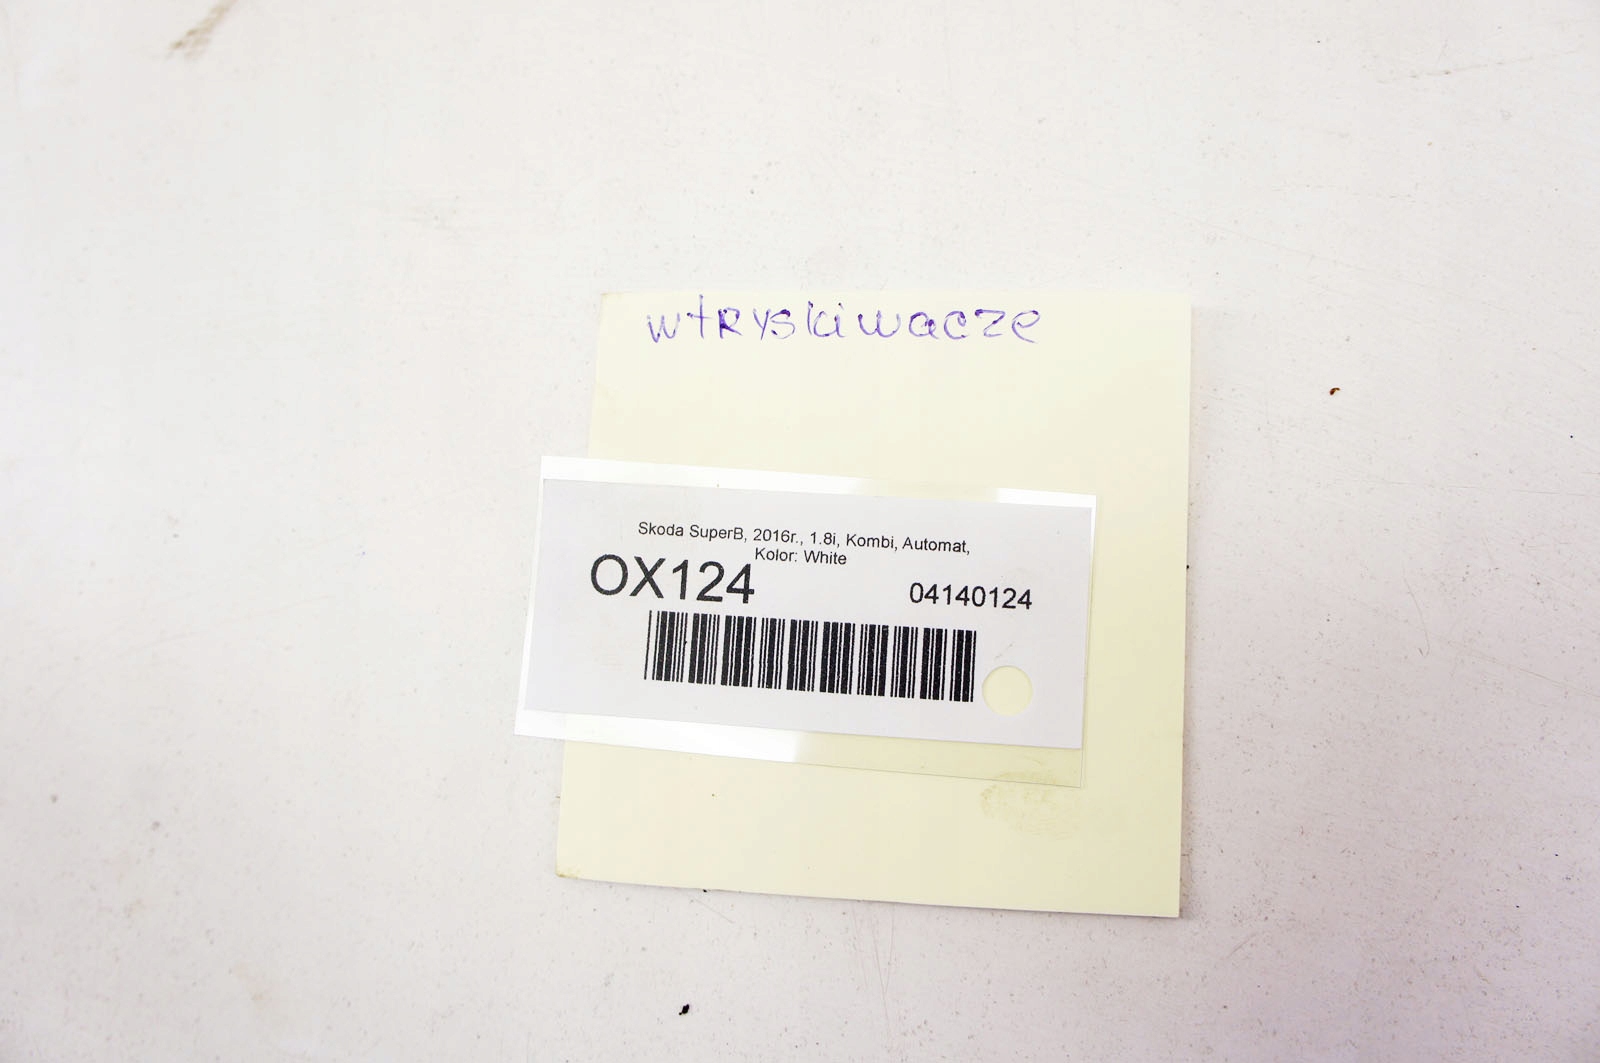 wtryskiwacze
Skoda SuperB, 2016r., 1.8i, Kombi, Automat,
Kolor: White
OX124
04140124